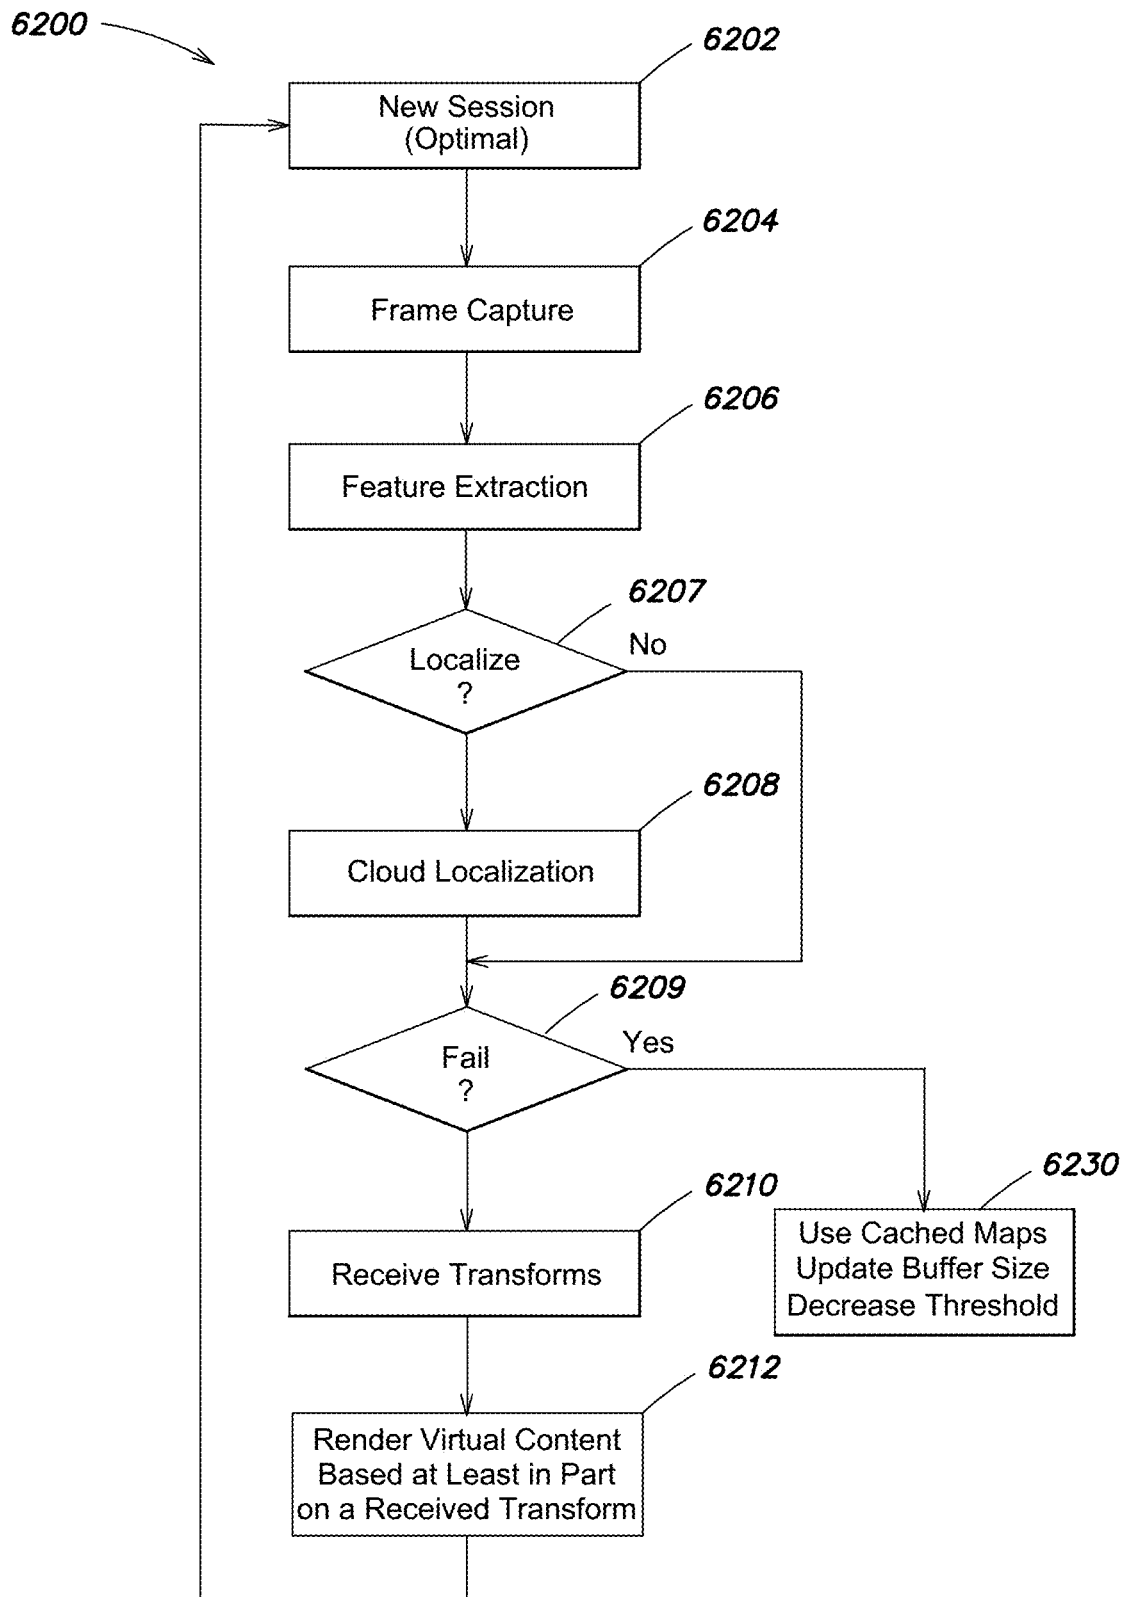 6200
6202
New Session
(Optimal)
6204
Frame Capture
6206
Feature Extraction
6207
Localize
?
No
6208
Cloud Localization
6209
Fail
?
Yes
6210
Receive Transforms
6230
Use Cached Maps
Update Buffer Size
Decrease Threshold
6212
Render Virtual Content
Based at Least in Part
on a Received Transform